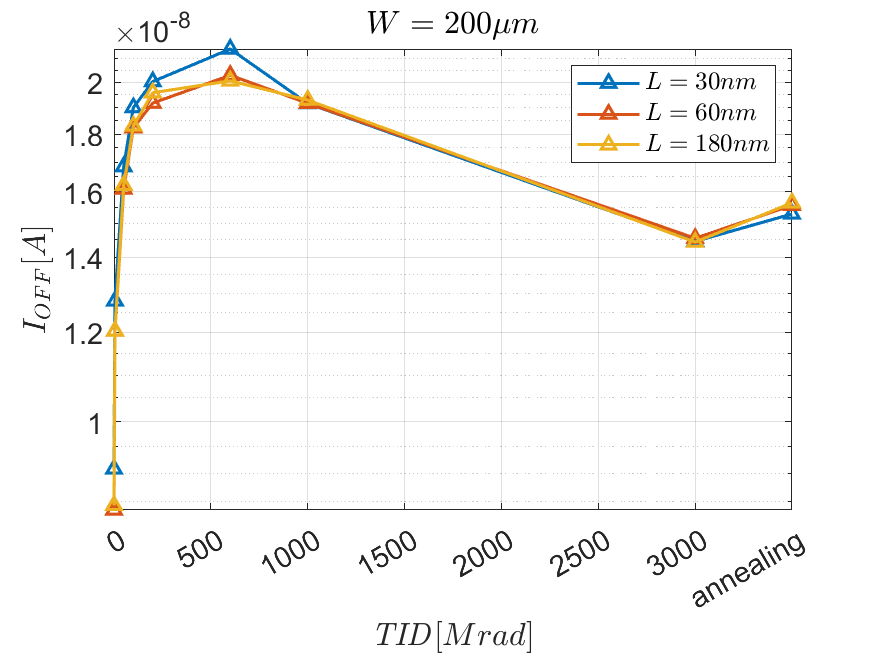 W = 200μm
×10-8
L = 30nm
L = 60nm
L = 180nm
2
1.8
1.6
1.4
1.2
1
IOFF[A]
0
500
1000
1500
2000
2500
3000
annealing
TID[Mrad]